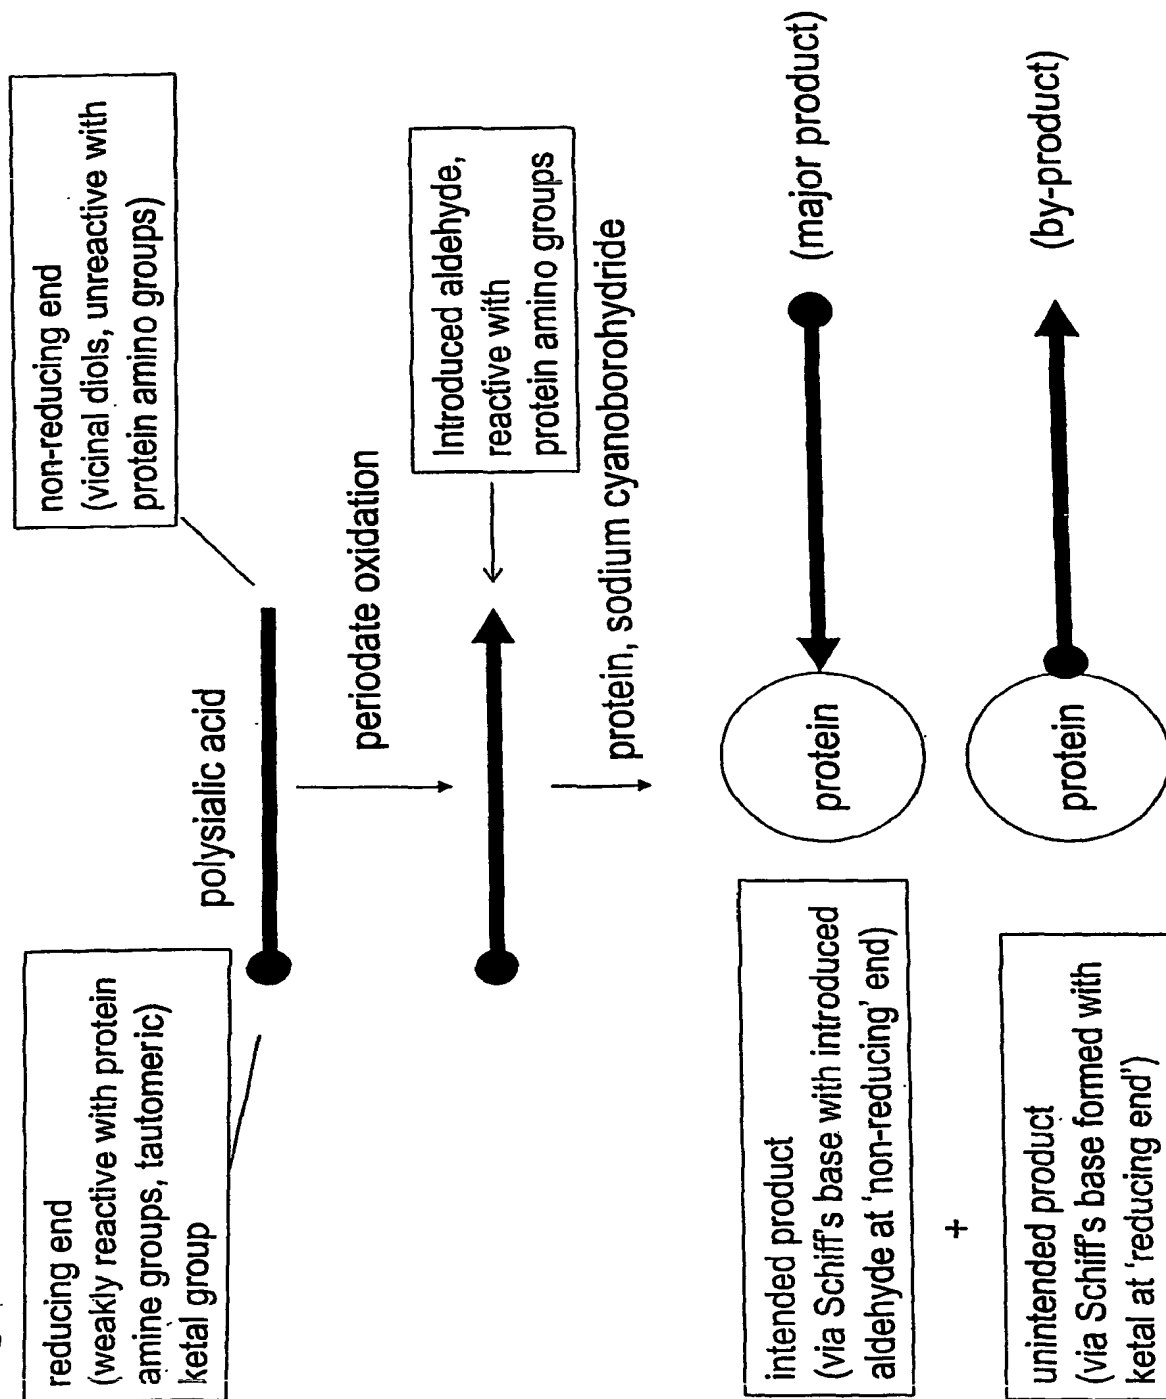 reducing end
(weakly reactive with protein
amine groups, tautomeric)
ketal group
non-reducing end
(vicinal diols, unreactive with
protein amino groups)
polysialic acid
periodate oxidation
Introduced aldehyde,
reactive with
protein amino groups
protein, sodium cyanoborohydride
intended product
(via Schiff's base with introduced
aldehyde at 'non-reducing' end)
protein
(major product)
+
unintended product
(via Schiff's base formed with
ketal at 'reducing end')
protein
(by-product)